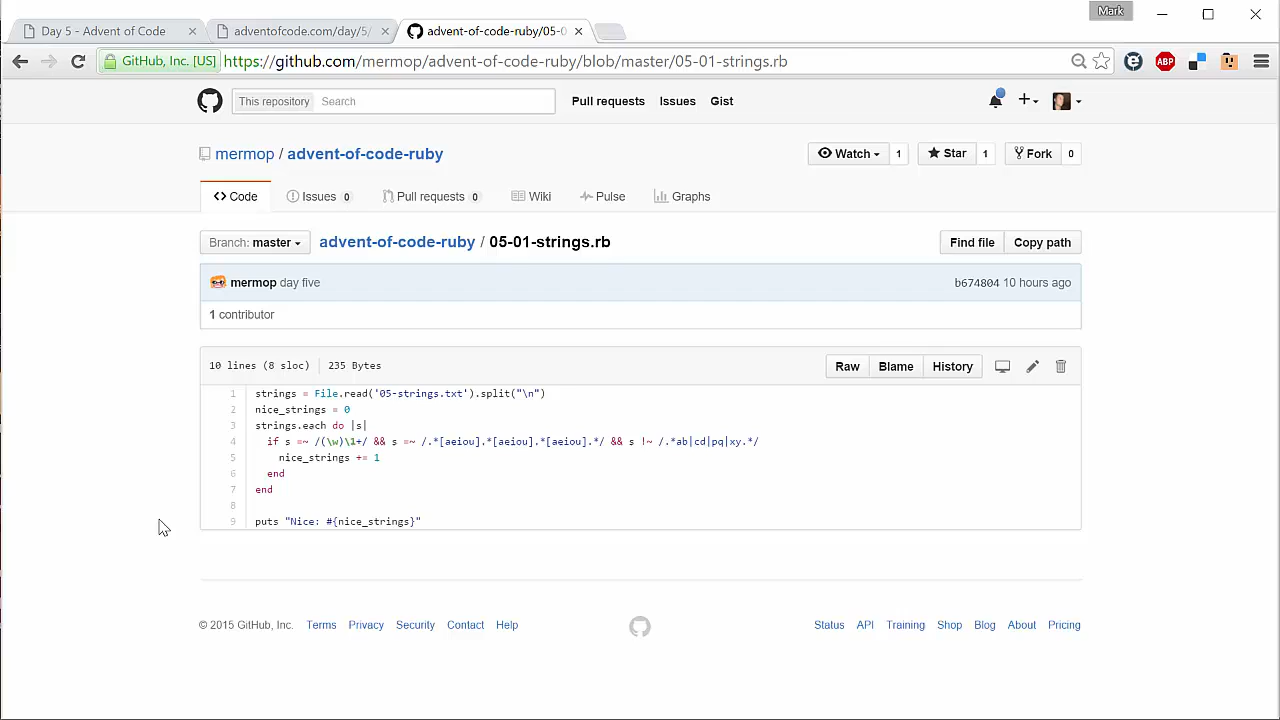 Mark
Day 5 - Advent of Code
adventofcode.com/day/5/
advent-of-code-ruby/05-0
GitHub, Inc. [US] https://github.com/mermop/advent-of-code-ruby/blob/master/05-01-strings.rb
ABP
This repository Search Pull requests Issues Gist
mermop / advent-of-code-ruby Watch 1 Star 1 Fork 0
Code Issues 0 Pull requests 0 Wiki Pulse Graphs
Branch: master advent-of-code-ruby / 05-01-strings.rb Find file Copy path
mermop day five b674804 10 hours ago
1 contributor
10 lines (8 sloc) 235 Bytes Raw Blame History
1 strings = File.read('05-strings.txt').split("\n")
2 nice_strings = 0
3 strings.each do |s|
4 if s =~ /(\w)\1+/ && s =~ /.*[aeiou].*[aeiou].*[aeiou].*/ && s !~ /.*ab|cd|pq|xy.*/
5 nice_strings += 1
6 end
7 end
8
9 puts "Nice: #{nice_strings}"
© 2015 GitHub, Inc. Terms Privacy Security Contact Help Status API Training Shop Blog About Pricing